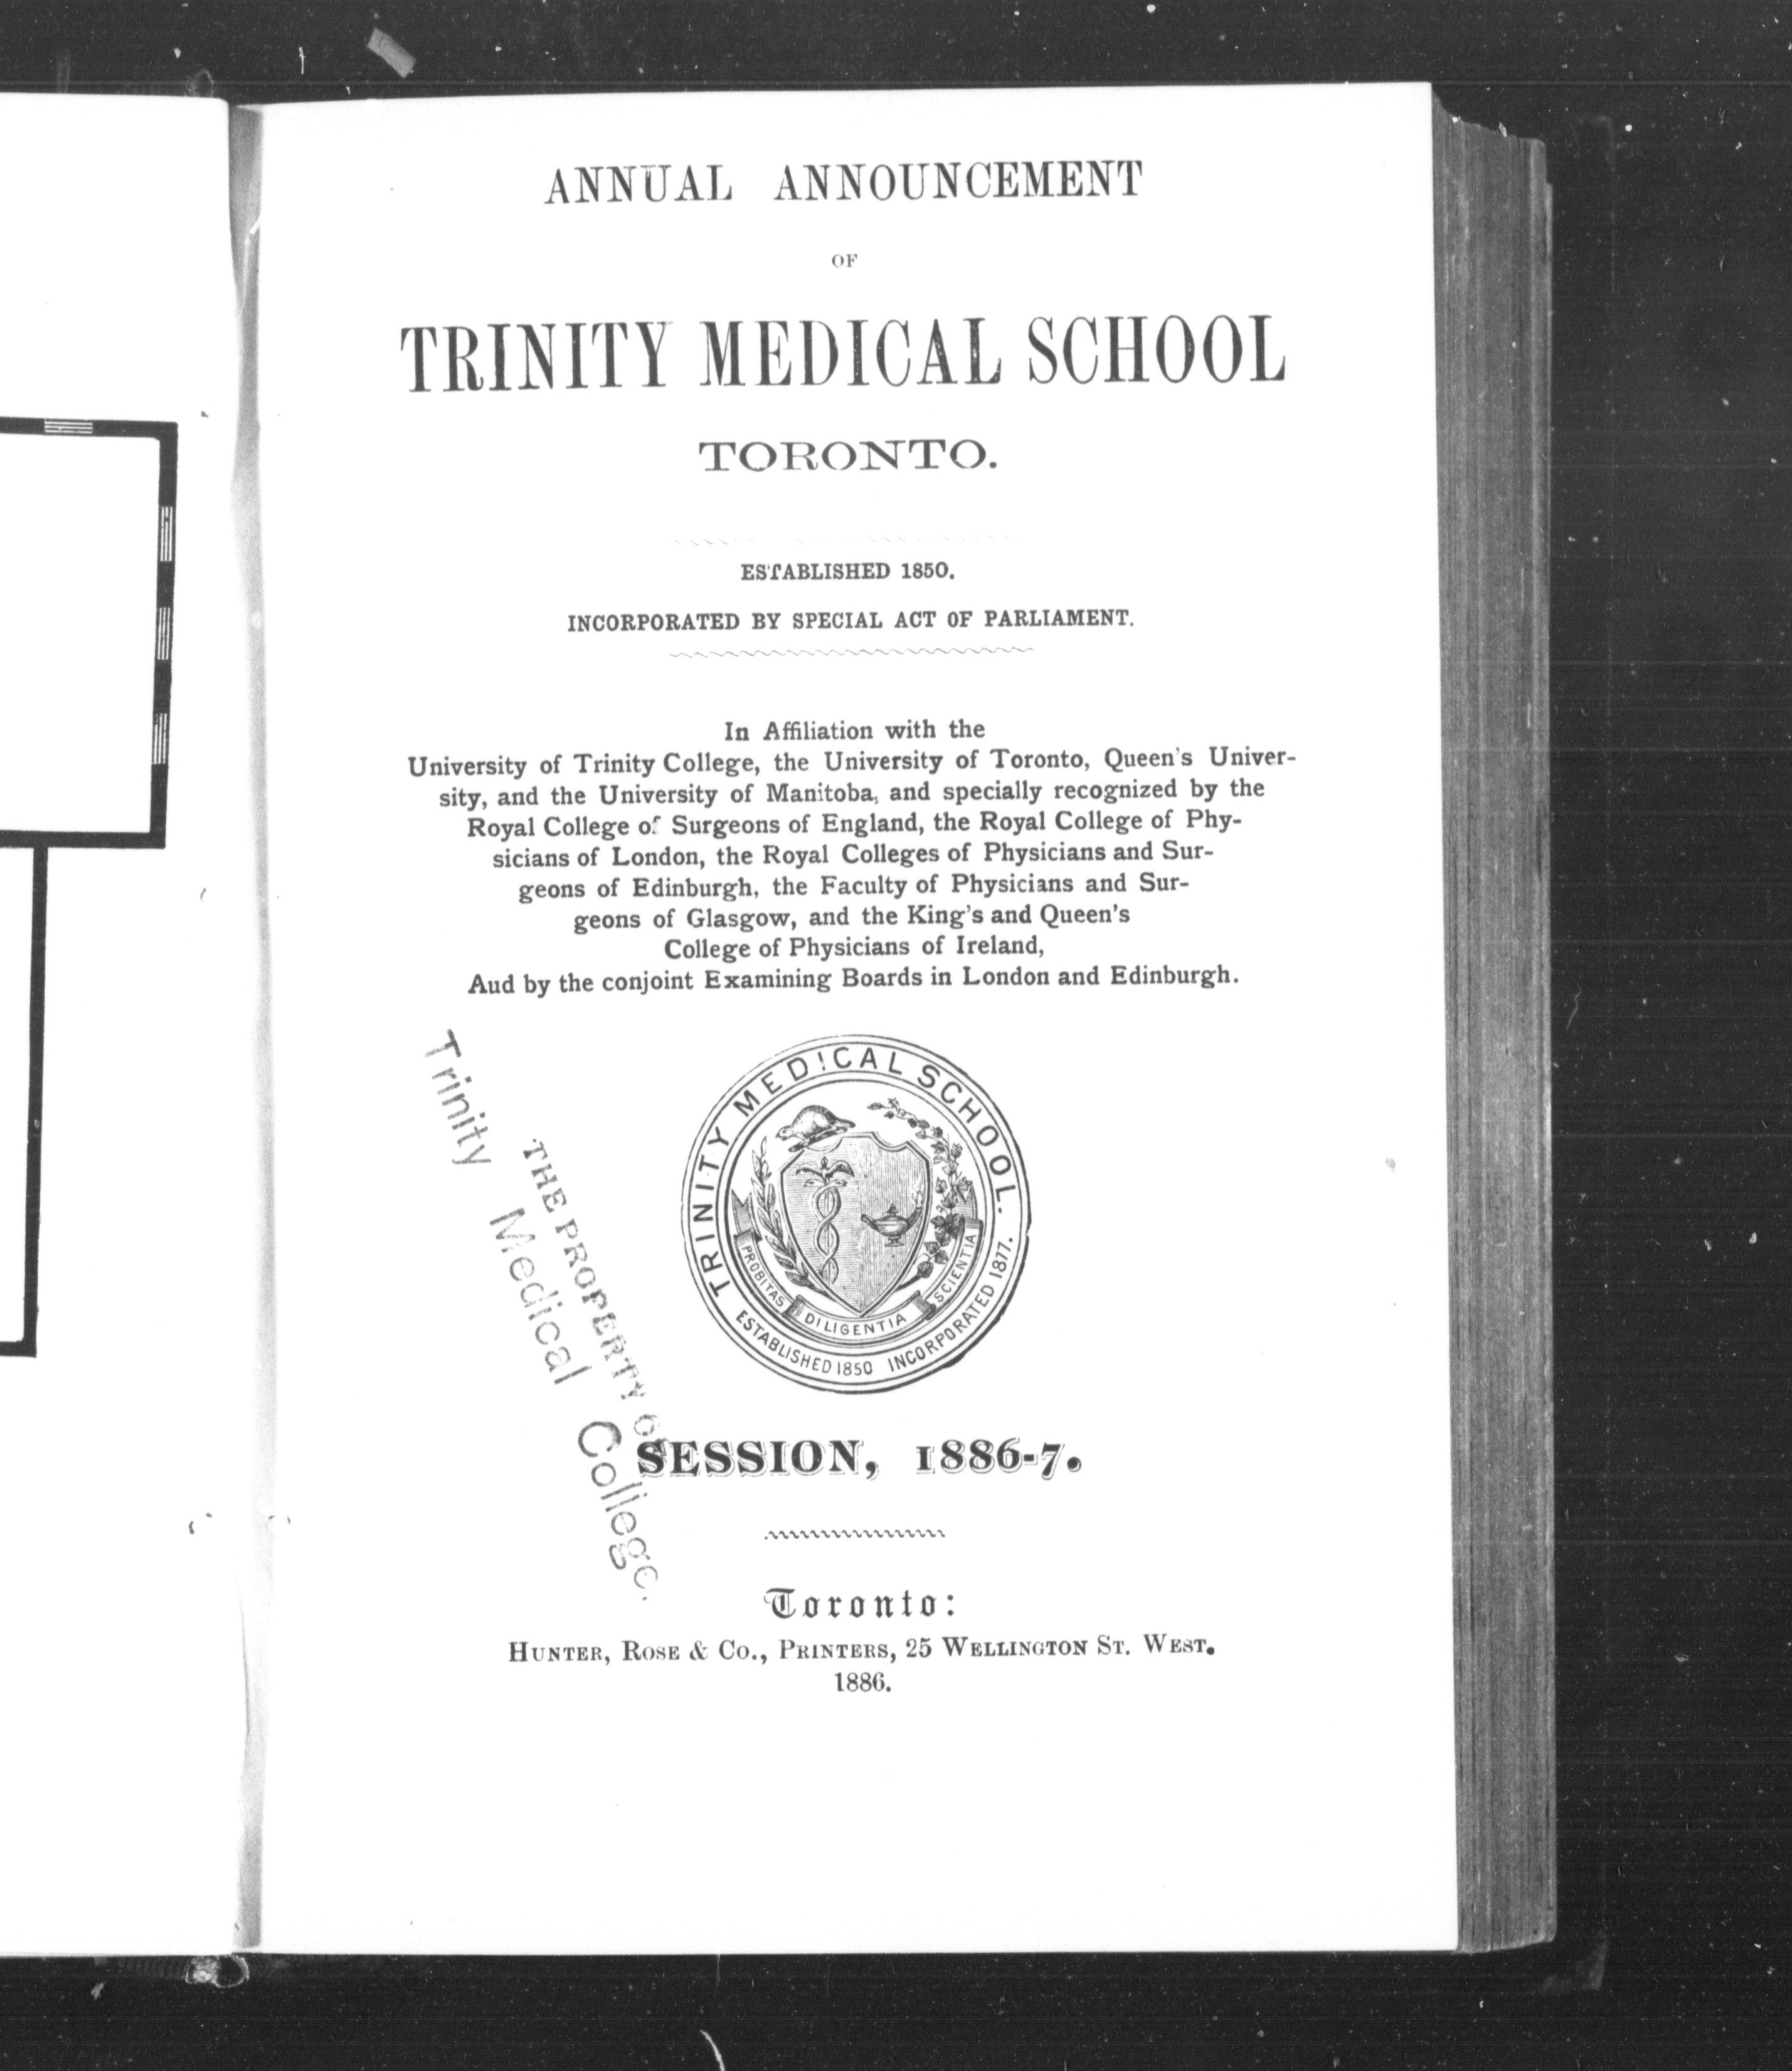 ANNUAL ANNOUNCEMENT
OF
TRINITY MEDICAL SCHOOL
TORONTO.
ESTABLISHED 1850.
INCORPORATED BY SPECIAL ACT OF PARLIAMENT.
In Affiliation with the
University of Trinity College, the University of Toronto, Queen's Univer-
sity, and the University of Manitoba, and specially recognized by the
Royal College of Surgeons of England, the Royal College of Phy-
sicians of London, the Royal Colleges of Physicians and Sur-
geons of Edinburgh, the Faculty of Physicians and Sur-
geons of Glasgow, and the King's and Queen's
College of Physicians of Ireland,
Aud by the conjoint Examining Boards in London and Edinburgh.
TRINITY MEDICAL SCHOOL.
PROBITAS DILIGENTIA SCIENTIA
ESTABLISHED 1850 INCORPORATED 1877.
THE PROPERTY OF
Trinity Medical College.
SESSION, 1886-7.
Toronto:
HUNTER, ROSE & CO., PRINTERS, 25 WELLINGTON ST. WEST.
1886.